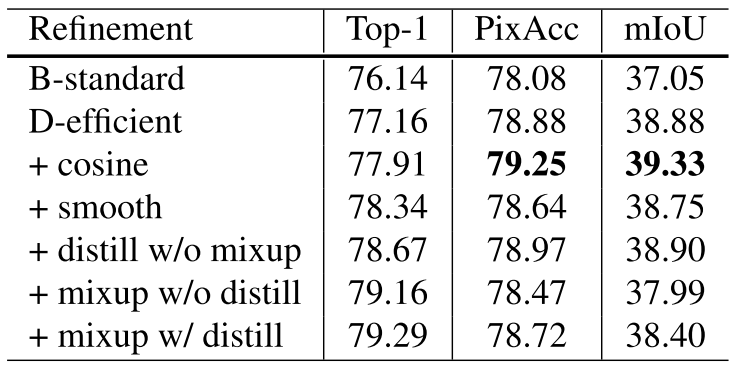 Refinement Top-1 PixAcc mIoU
B-standard 76.14 78.08 37.05
D-efficient 77.16 78.88 38.88
+ cosine 77.91 79.25 39.33
+ smooth 78.34 78.64 38.75
+ distill w/o mixup 78.67 78.97 38.90
+ mixup w/o distill 79.16 78.47 37.99
+ mixup w/ distill 79.29 78.72 38.40